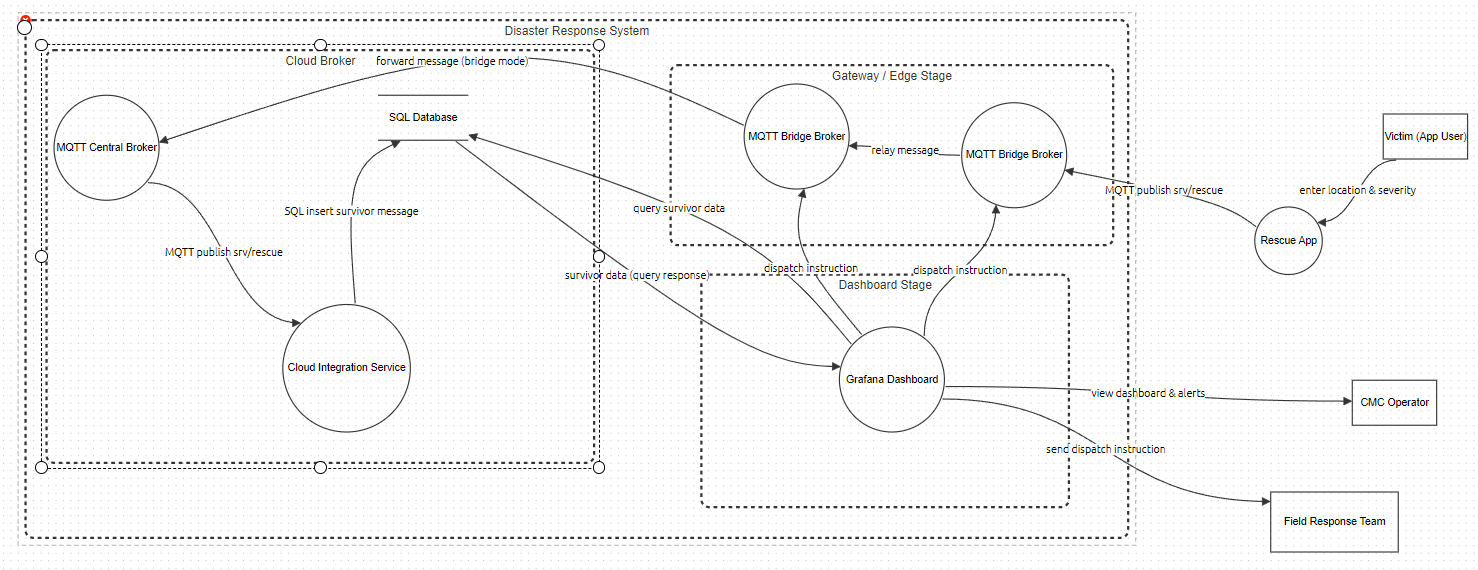 Disaster Response System
Cloud Broker
forward message (bridge mode)
Gateway / Edge Stage
SQL Database
MQTT Central Broker
MQTT Bridge Broker
relay message
MQTT Bridge Broker
Victim (App User)
MQTT publish srv/rescue
enter location & severity
SQL insert survivor message
query survivor data
Rescue App
MQTT publish srv/rescue
survivor data (query response)
dispatch instruction
dispatch instruction
Dashboard Stage
Cloud Integration Service
Grafana Dashboard
view dashboard & alerts
CMC Operator
send dispatch instruction
Field Response Team